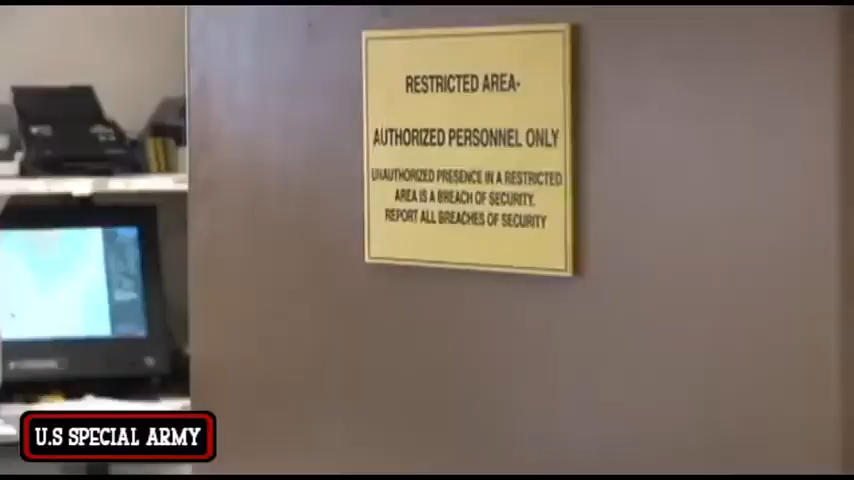 RESTRICTED AREA-
AUTHORIZED PERSONNEL ONLY
UNAUTHORIZED PRESENCE IN A RESTRICTED
AREA IS A BREACH OF SECURITY.
REPORT ALL BREACHES OF SECURITY
U.S SPECIAL ARMY